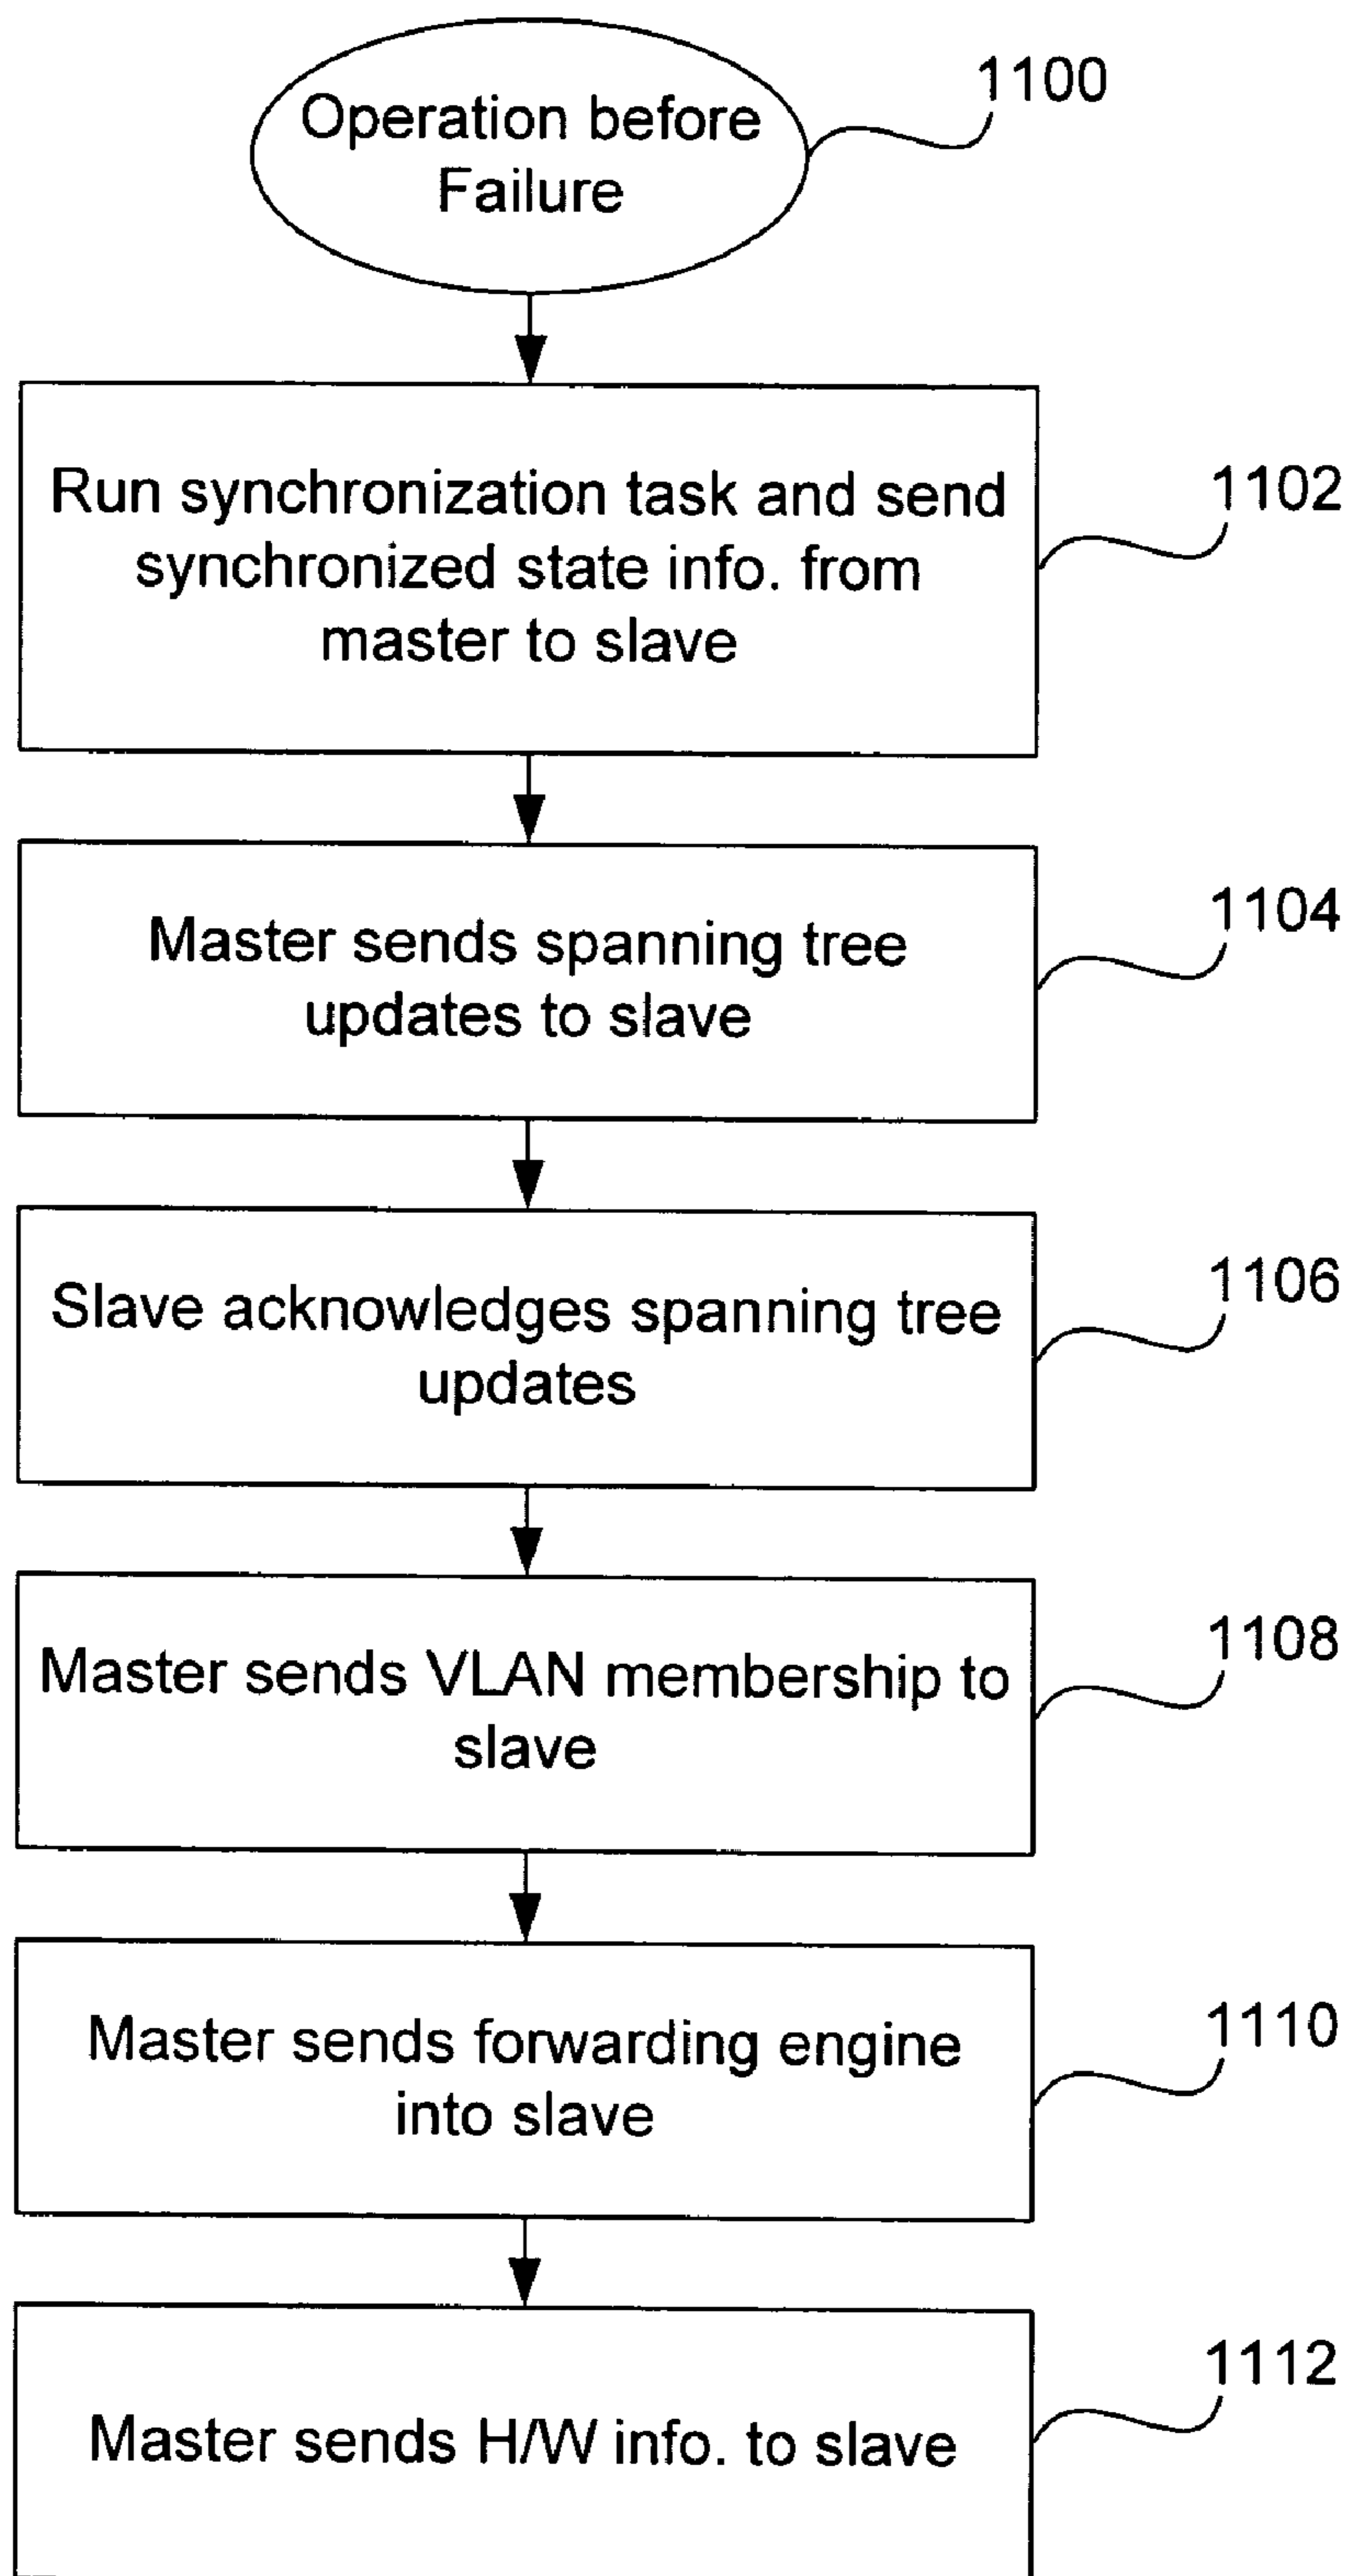 Operation before
Failure
1100
Run synchronization task and send
synchronized state info. from
master to slave
1102
Master sends spanning tree
updates to slave
1104
Slave acknowledges spanning tree
updates
1106
Master sends VLAN membership to
slave
1108
Master sends forwarding engine
into slave
1110
Master sends H/W info. to slave
1112